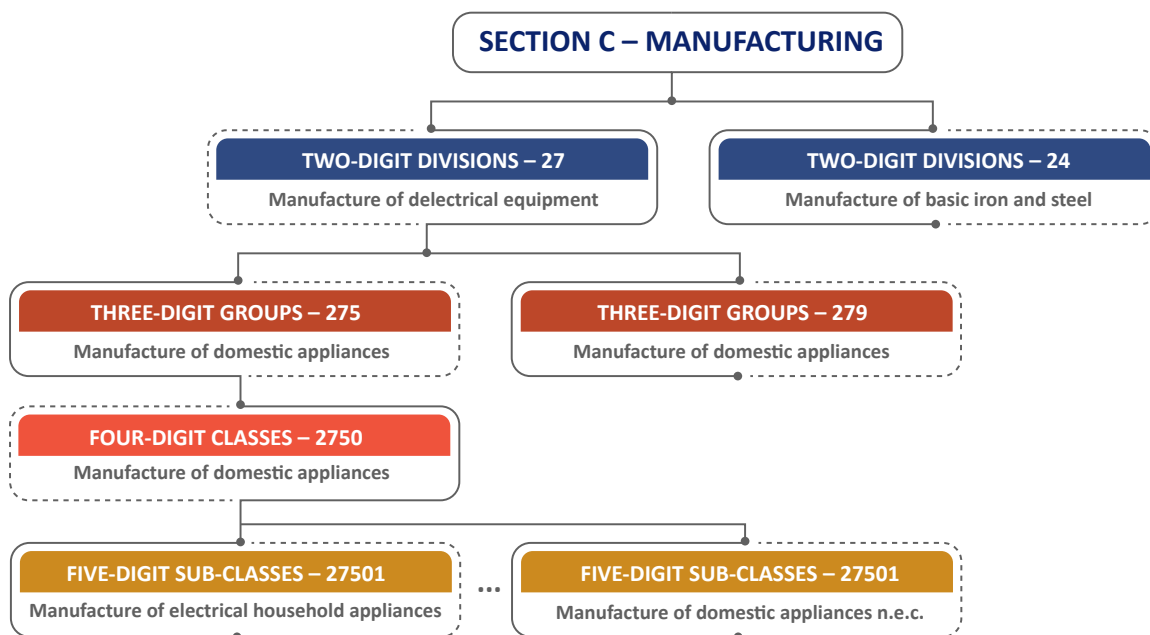 SECTION C – MANUFACTURING
TWO-DIGIT DIVISIONS – 27
Manufacture of delectrical equipment
TWO-DIGIT DIVISIONS – 24
Manufacture of basic iron and steel
THREE-DIGIT GROUPS – 275
Manufacture of domestic appliances
THREE-DIGIT GROUPS – 279
Manufacture of domestic appliances
FOUR-DIGIT CLASSES – 2750
Manufacture of domestic appliances
FIVE-DIGIT SUB-CLASSES – 27501
Manufacture of electrical household appliances
...
FIVE-DIGIT SUB-CLASSES – 27501
Manufacture of domestic appliances n.e.c.